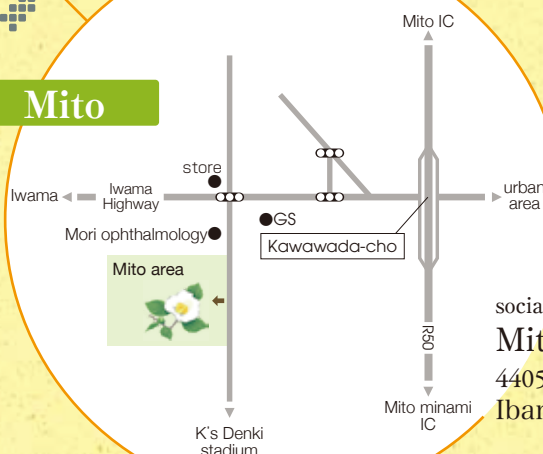 Mito IC
Mito
store
Iwama
Iwama
Highway
urban
area
GS
Mori ophthalmology
Kawawada-cho
Mito area
R50
Mito minami
IC
K's Denki
stadium
socia
Mit
4405
Ibar